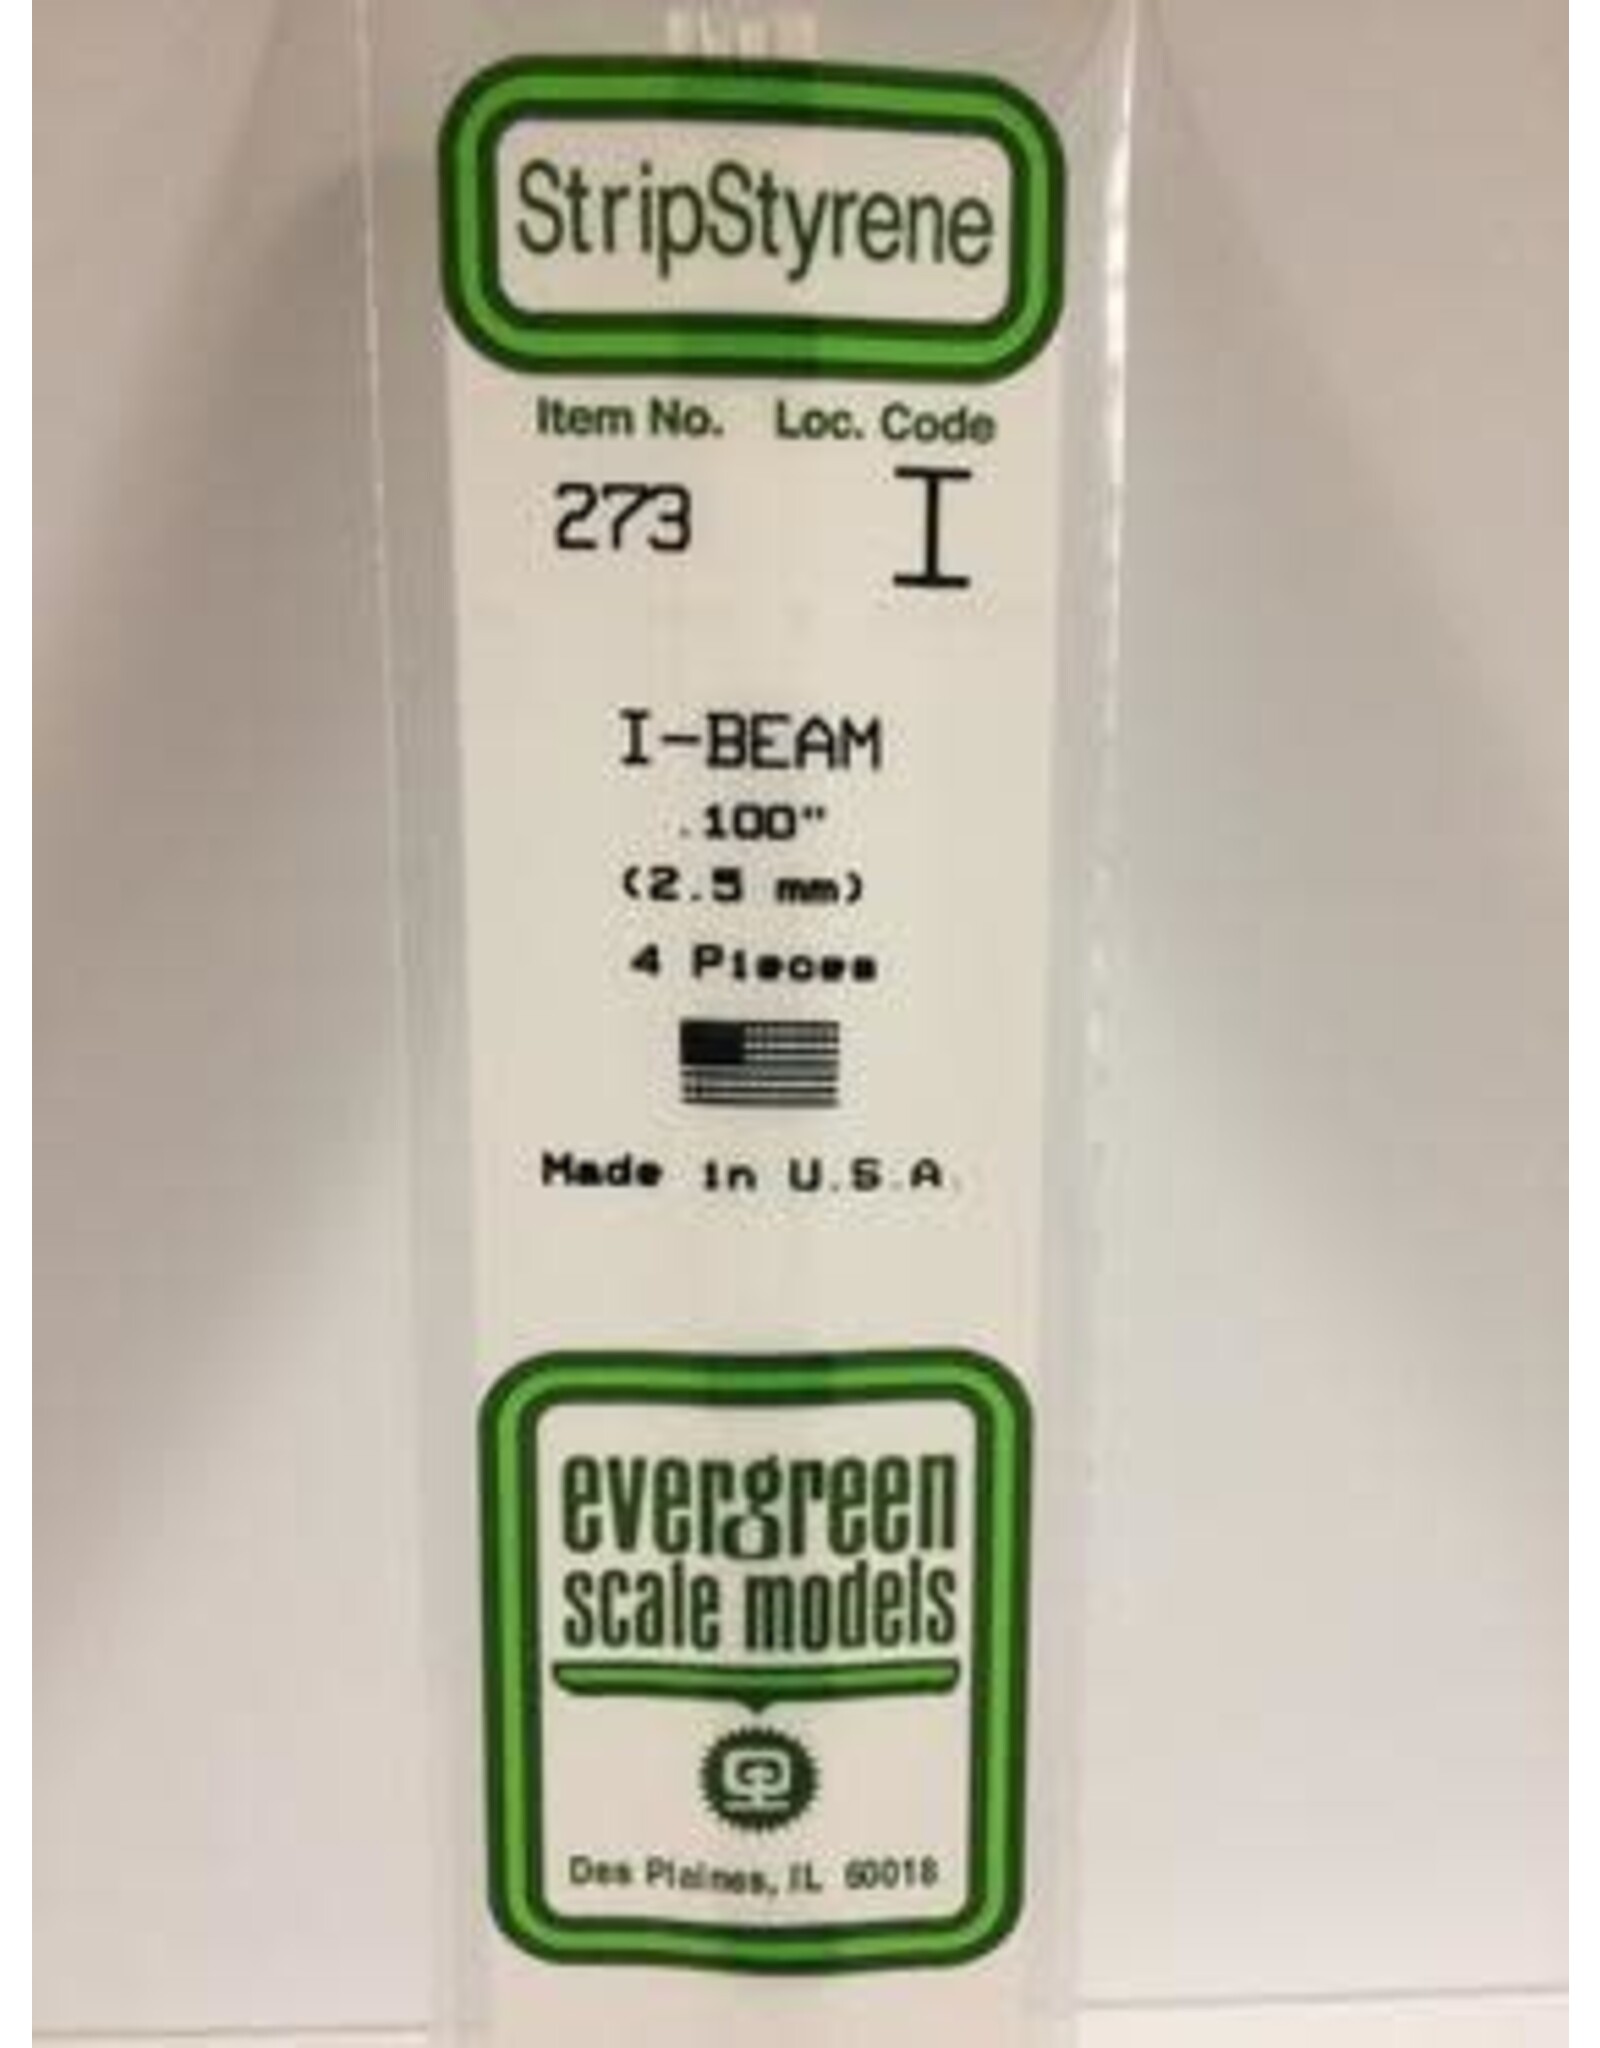 StripStyrene
Item No. Loc. Code
273 I
I-BEAM
.100"
(2.5 mm)
4 Pieces
Made in U.S.A.
evergreen
scale models
Des Plaines, IL 60018